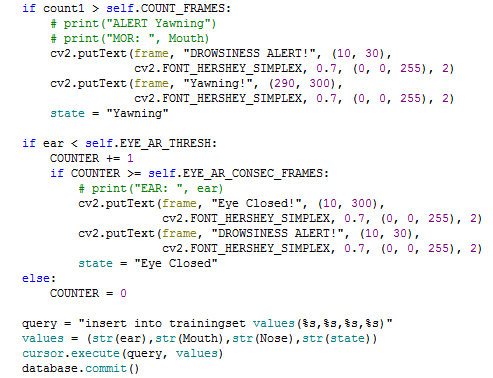 if count1 > self.COUNT_FRAMES:
    # print("ALERT Yawning")
    # print("MOR: ", Mouth)
    cv2.putText(frame, "DROWSINESS ALERT!", (10, 30),
                cv2.FONT_HERSHEY_SIMPLEX, 0.7, (0, 0, 255), 2)
    cv2.putText(frame, "Yawning!", (290, 300),
                cv2.FONT_HERSHEY_SIMPLEX, 0.7, (0, 0, 255), 2)
    state = "Yawning"

if ear < self.EYE_AR_THRESH:
    COUNTER += 1
    if COUNTER >= self.EYE_AR_CONSEC_FRAMES:
        # print("EAR: ", ear)
        cv2.putText(frame, "Eye Closed!", (10, 300),
                    cv2.FONT_HERSHEY_SIMPLEX, 0.7, (0, 0, 255), 2)
        cv2.putText(frame, "DROWSINESS ALERT!", (10, 30),
                    cv2.FONT_HERSHEY_SIMPLEX, 0.7, (0, 0, 255), 2)
        state = "Eye Closed"
else:
    COUNTER = 0

query = "insert into trainingset values(%s,%s,%s,%s)"
values = (str(ear),str(Mouth),str(Nose),str(state))
cursor.execute(query, values)
database.commit()